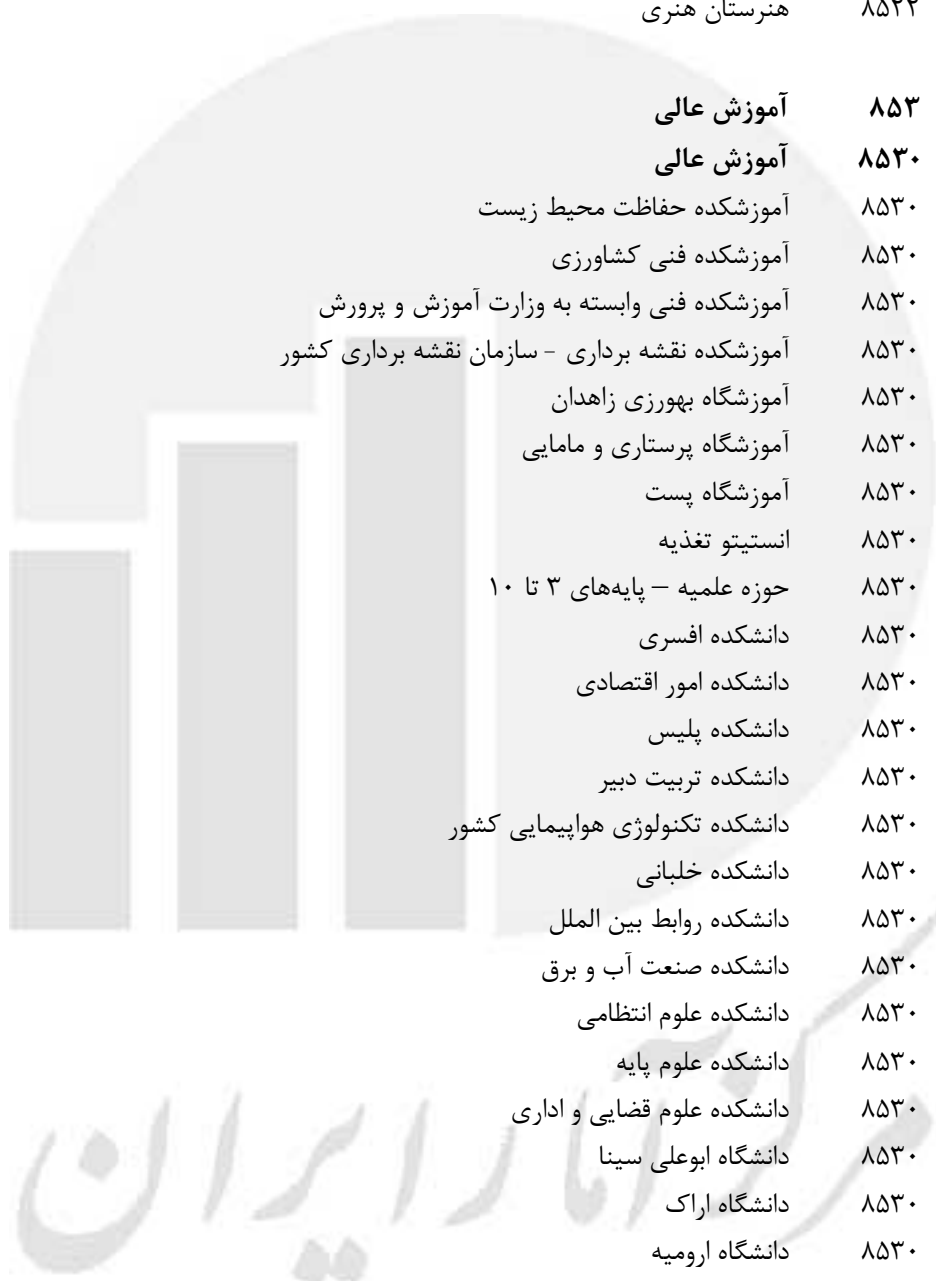 ۸۵۲۲ هنرستان هنری
۸۵۳ آموزش عالی
۸۵۳۰ آموزش عالی
۸۵۳۰ آموزشکده حفاظت محیط زیست
۸۵۳۰ آموزشکده فنی کشاورزی
۸۵۳۰ آموزشکده فنی وابسته به وزارت آموزش و پرورش
۸۵۳۰ آموزشکده نقشه برداری - سازمان نقشه برداری کشور
۸۵۳۰ آموزشگاه بهورزی زاهدان
۸۵۳۰ آموزشگاه پرستاری و مامایی
۸۵۳۰ آموزشگاه پست
۸۵۳۰ انستیتو تغذیه
۸۵۳۰ حوزه علمیه – پایه‌های ۳ تا ۱۰
۸۵۳۰ دانشکده افسری
۸۵۳۰ دانشکده امور اقتصادی
۸۵۳۰ دانشکده پلیس
۸۵۳۰ دانشکده تربیت دبیر
۸۵۳۰ دانشکده تکنولوژی هواپیمایی کشور
۸۵۳۰ دانشکده خلبانی
۸۵۳۰ دانشکده روابط بین الملل
۸۵۳۰ دانشکده صنعت آب و برق
۸۵۳۰ دانشکده علوم انتظامی
۸۵۳۰ دانشکده علوم پایه
۸۵۳۰ دانشکده علوم قضایی و اداری
۸۵۳۰ دانشگاه ابوعلی سینا
۸۵۳۰ دانشگاه اراک
۸۵۳۰ دانشگاه ارومیه
مرکز آمار ایران